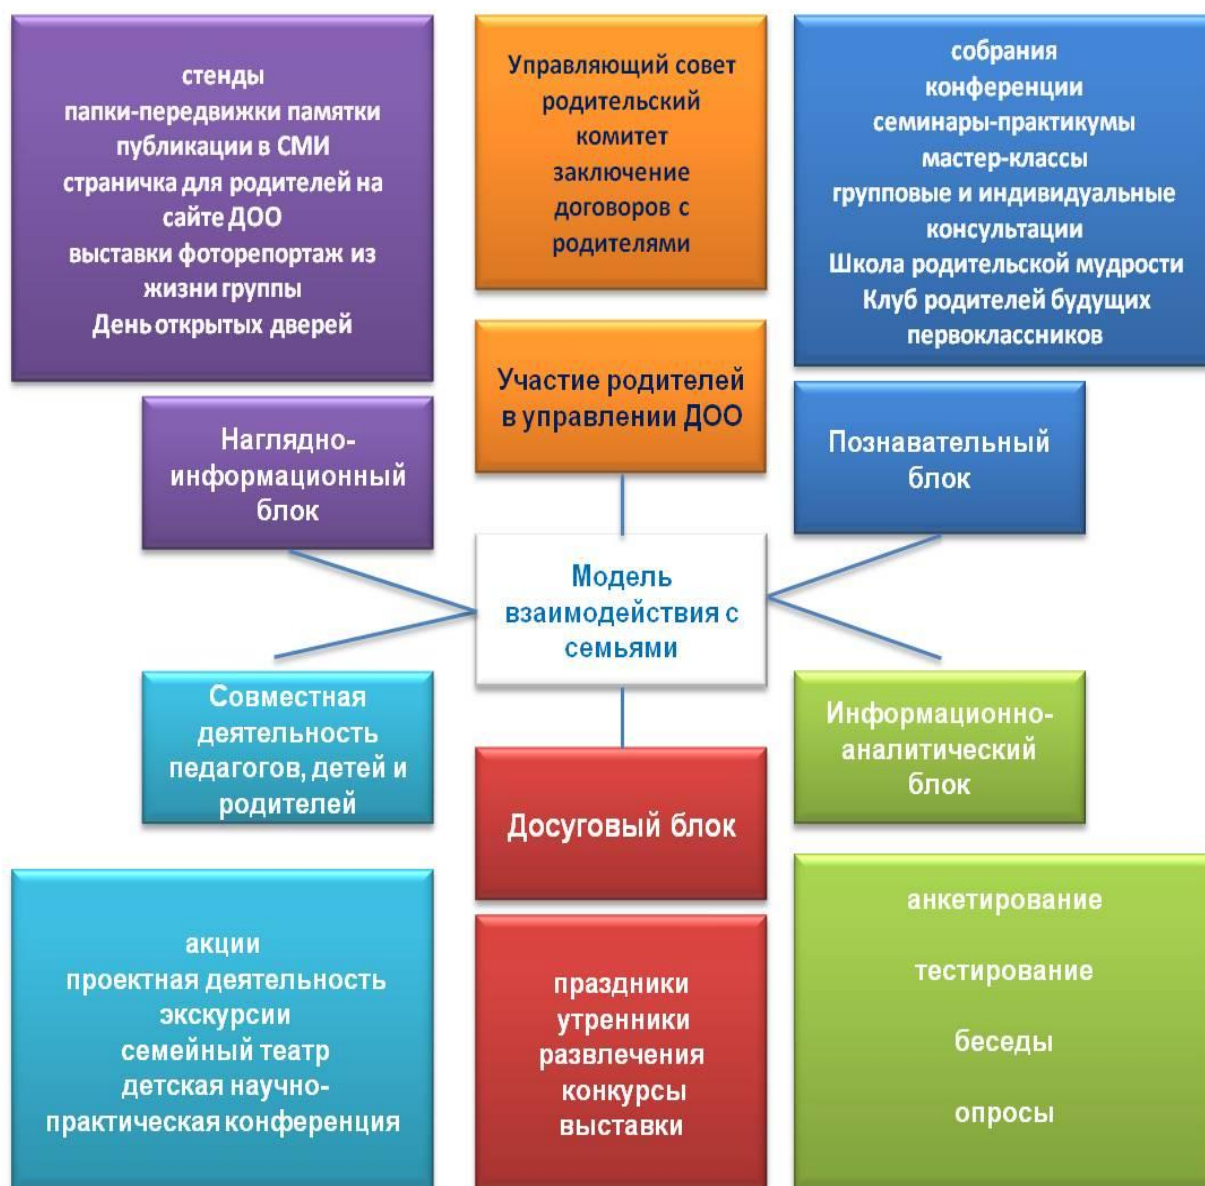 стенды
папки-передвижки памятки
публикации в СМИ
страничка для родителей на
сайте ДОО
выставки фоторепортаж из
жизни группы
День открытых дверей
Управляющий совет
родительский
комитет
заключение
договоров с
родителями
собрания
конференции
семинары-практикумы
мастер-классы
групповые и индивидуальные
консультации
Школа родительской мудрости
Клуб родителей будущих
первоклассников
Наглядно-
информационный
блок
Участие родителей
в управлении ДОО
Познавательный
блок
Модель
взаимодействия с
семьями
Совместная
деятельность
педагогов, детей и
родителей
Досуговый блок
Информационно-
аналитический
блок
акции
проектная деятельность
экскурсии
семейный театр
детская научно-
практическая конференция
праздники
утренники
развлечения
конкурсы
выставки
анкетирование
тестирование
беседы
опросы